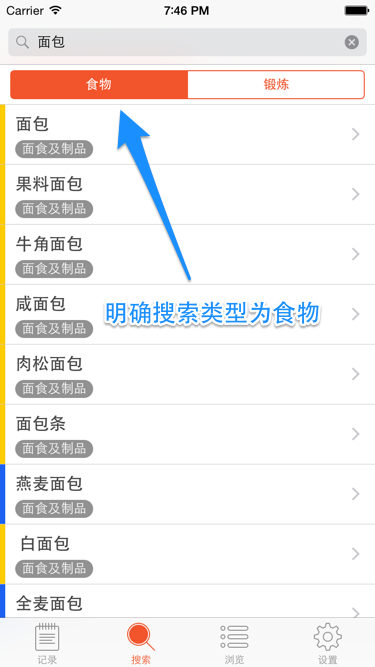 Carrier 7:46 PM
面包
食物 锻炼
面包
面食及制品
果料面包
面食及制品
牛角面包
面食及制品
咸面包
面食及制品
明确搜索类型为食物
肉松面包
面食及制品
面包条
面食及制品
燕麦面包
面食及制品
白面包
面食及制品
全麦面包
记录 搜索 浏览 设置